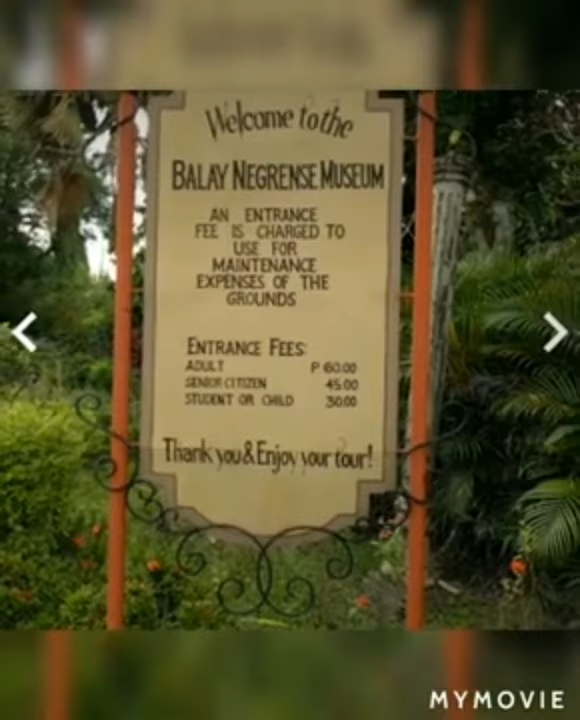 Welcome to the
BALAY NEGRENSE MUSEUM
AN ENTRANCE
FEE IS CHARGED TO
USE FOR
MAINTENANCE
EXPENSES OF THE
GROUNDS
ENTRANCE FEES:
ADULT P 60.00
SENIOR CITIZEN 45.00
STUDENT OR CHILD 30.00
Thank you & Enjoy your tour!
MYMOVIE